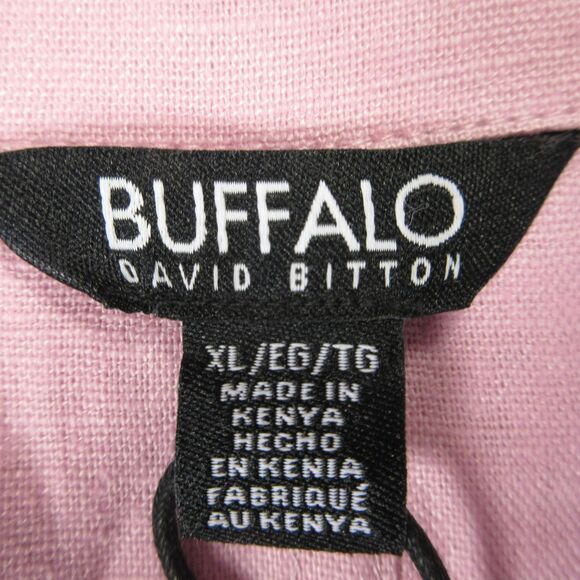 BUFFALO
DAVID BITTON
XL/EG/TG
MADE IN
KENYA
HECHO
EN KENIA
FABRIQUÉ
AU KENYA